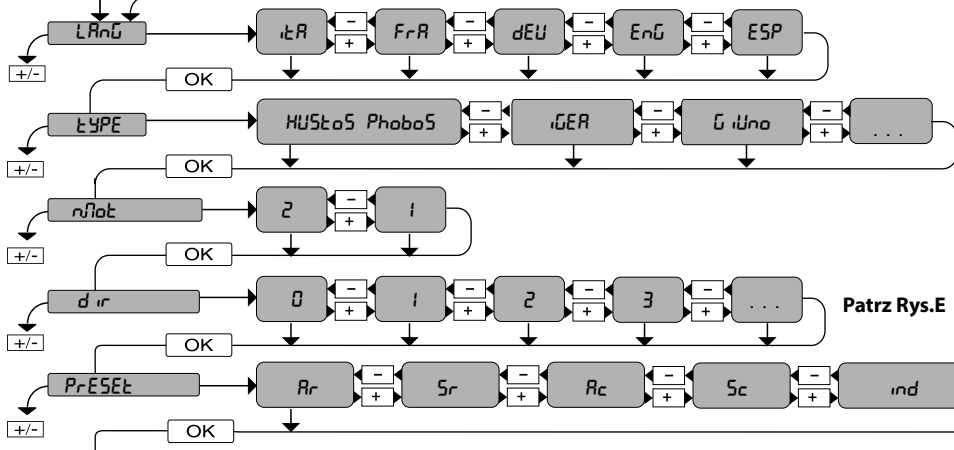 LAnG ItA FrA dEU EnG ESP
- - - -
+ + + +
+/-
OK
tYPE HUStoS PhoboS iGEA GiUno ...
- - -
+ + +
+/-
OK
nMot 2 1
-
+
+/-
OK
dir 0 1 2 3 ...
- - - -
+ + + +
Patrz Rys.E
+/-
OK
PrESEt Ar Sr Ac Sc ind
- - - -
+ + + +
+/-
OK